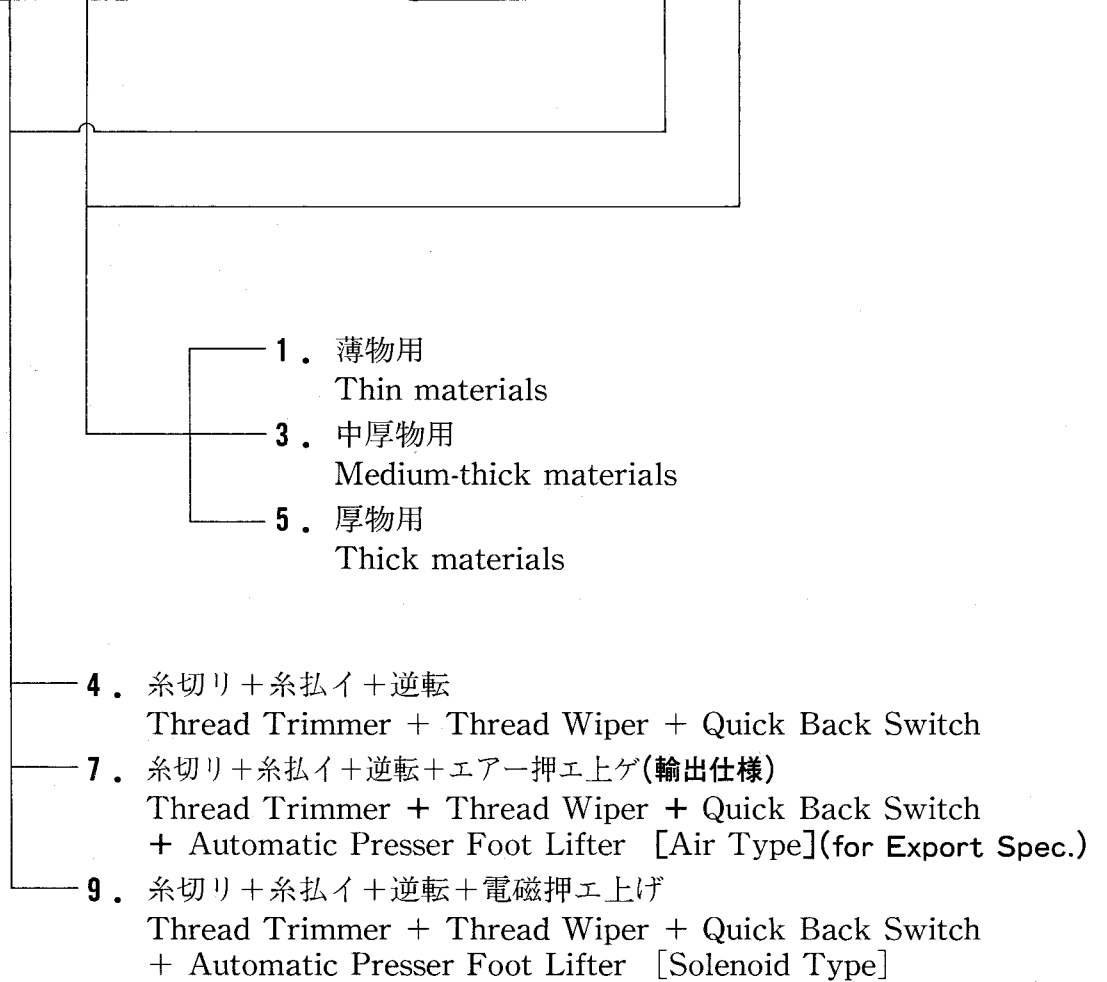 1. 薄物用
Thin materials
3. 中厚物用
Medium-thick materials
5. 厚物用
Thick materials
4. 糸切リ+糸払イ+逆転
Thread Trimmer + Thread Wiper + Quick Back Switch
7. 糸切リ+糸払イ+逆転+エアー押エ上ゲ(輸出仕様)
Thread Trimmer + Thread Wiper + Quick Back Switch
+ Automatic Presser Foot Lifter [Air Type](for Export Spec.)
9. 糸切リ+糸払イ+逆転+電磁押エ上げ
Thread Trimmer + Thread Wiper + Quick Back Switch
+ Automatic Presser Foot Lifter [Solenoid Type]